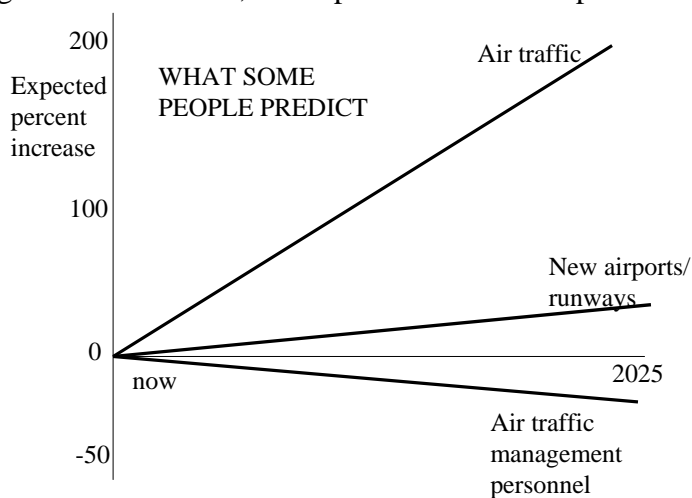 200
Expected
percent
increase
WHAT SOME
PEOPLE PREDICT
Air traffic
100
New airports/
runways
0
now
2025
-50
Air traffic
management
personnel